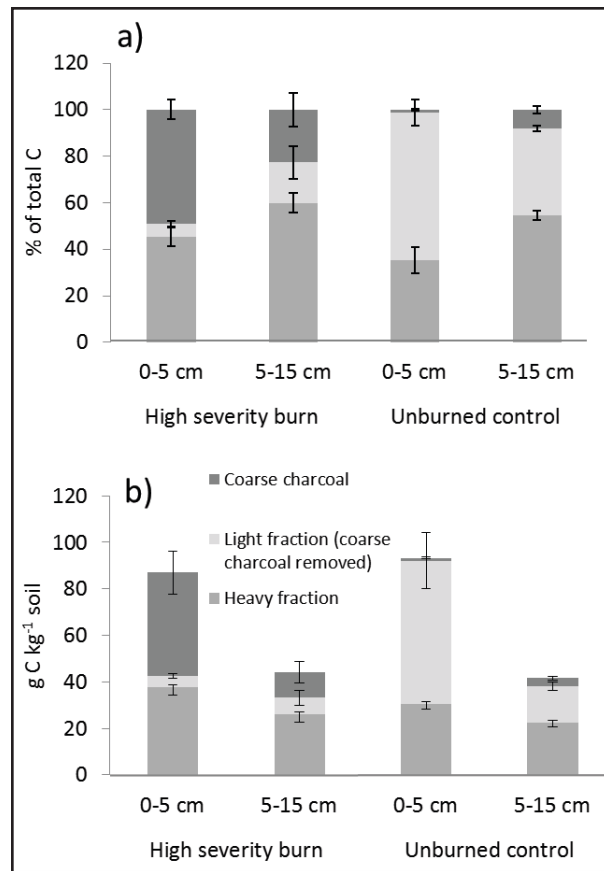 a)
% of total C
120
100
80
60
40
20
0
0-5 cm 5-15 cm 0-5 cm 5-15 cm
High severity burn Unburned control
b)
g C kg⁻¹ soil
120
100
80
60
40
20
0
Coarse charcoal
Light fraction (coarse
charcoal removed)
Heavy fraction
0-5 cm 5-15 cm 0-5 cm 5-15 cm
High severity burn Unburned control